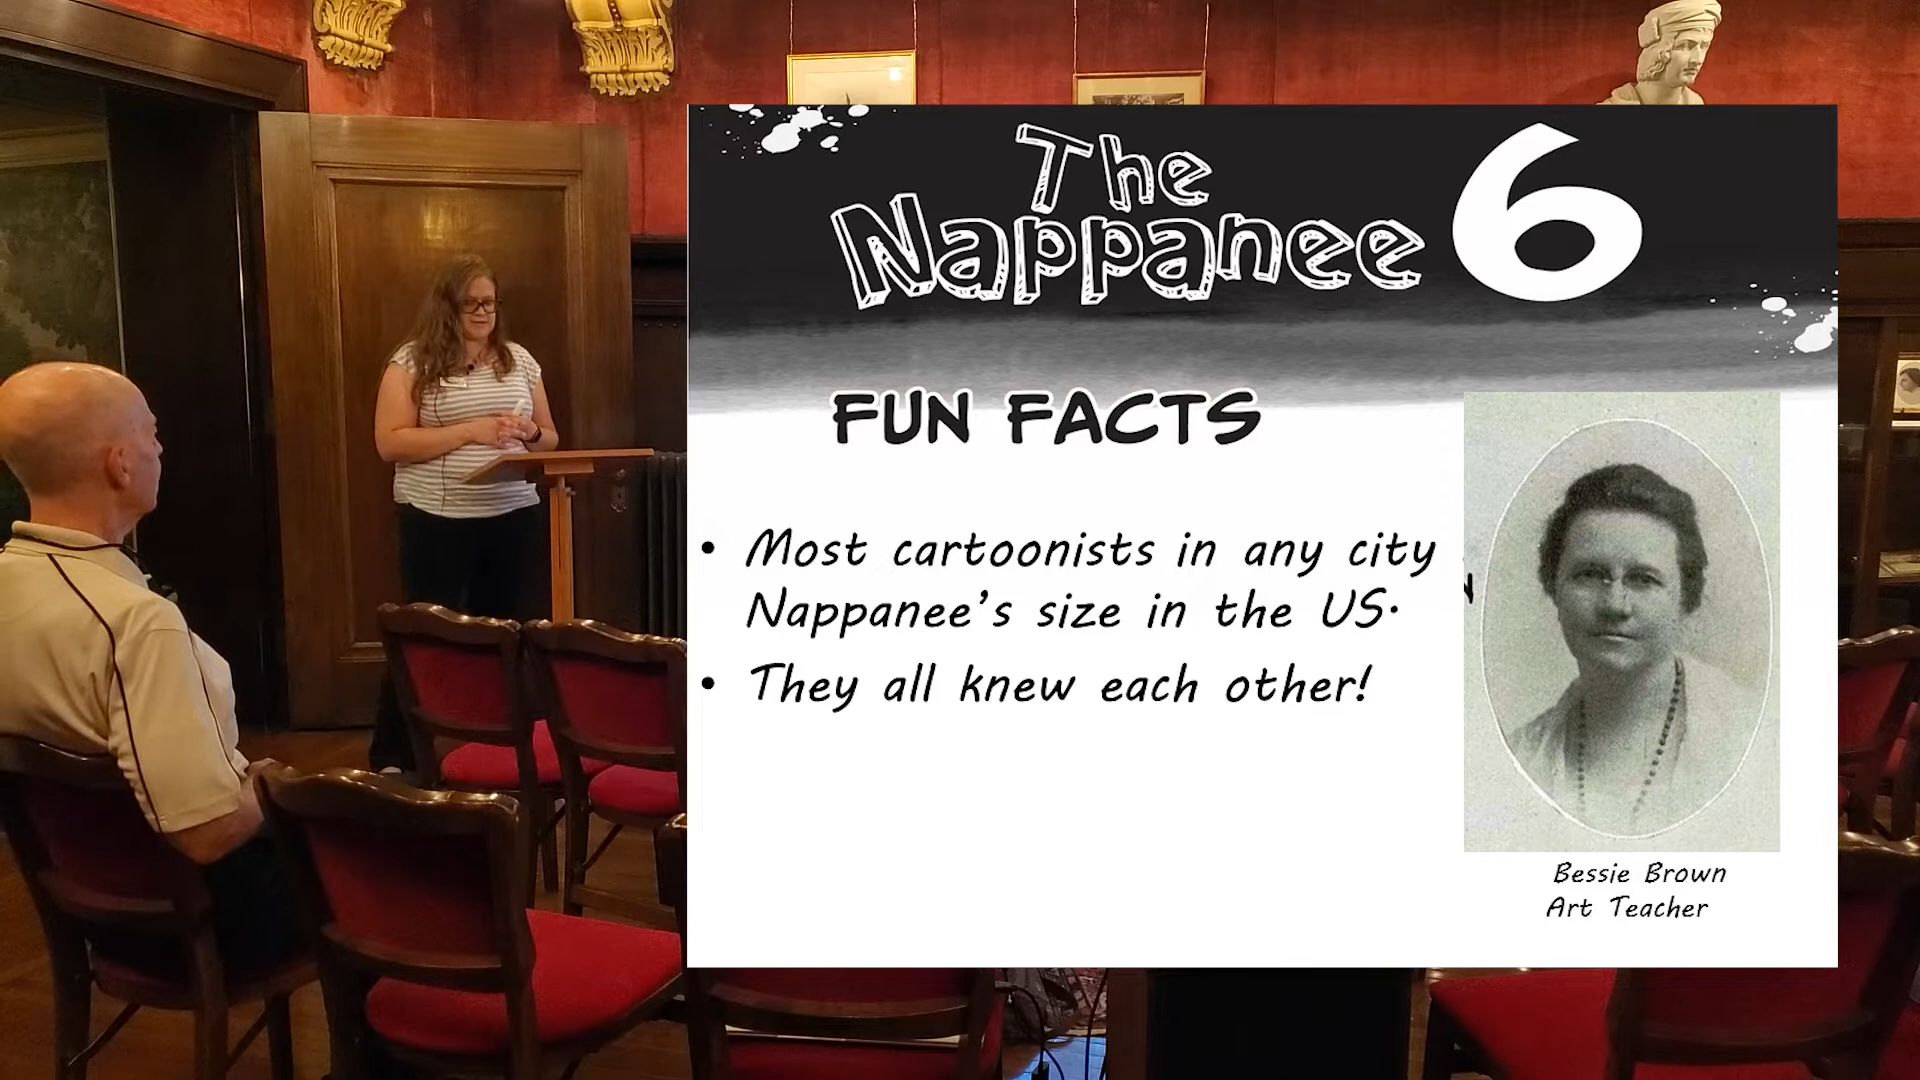 The
Nappanee 6
FUN FACTS
• Most cartoonists in any city
Nappanee's size in the US.
• They all knew each other!
Bessie Brown
Art Teacher